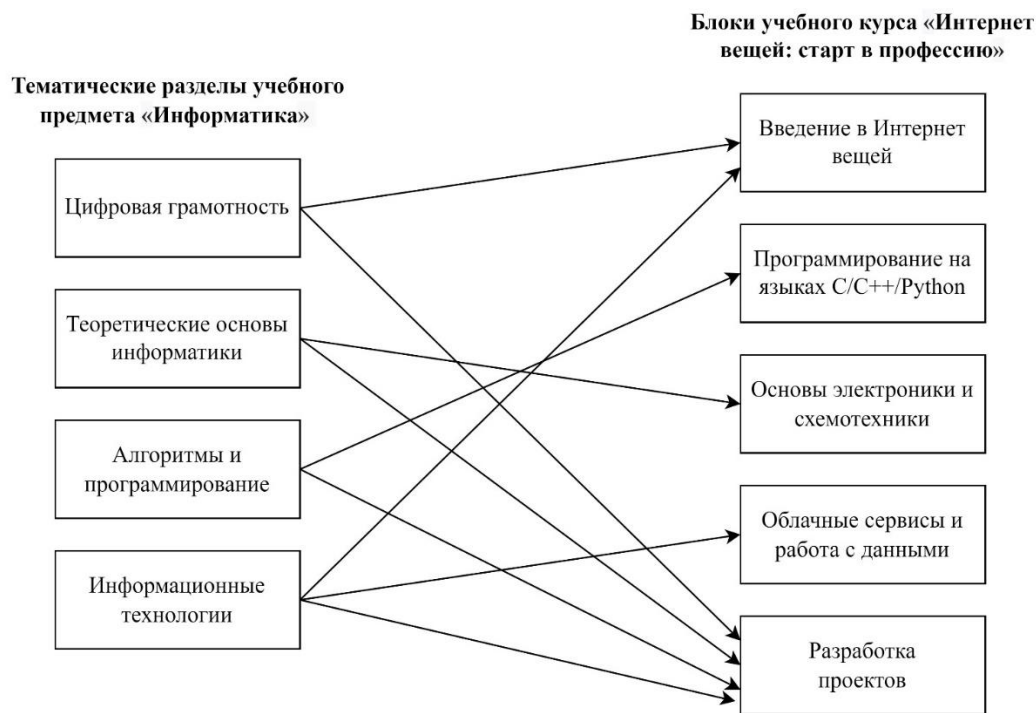 Тематические разделы учебного
предмета «Информатика»
Цифровая грамотность
Теоретические основы
информатики
Алгоритмы и
программирование
Информационные
технологии
Блоки учебного курса «Интернет
вещей: старт в профессию»
Введение в Интернет
вещей
Программирование на
языках C/C++/Python
Основы электроники и
схемотехники
Облачные сервисы и
работа с данными
Разработка
проектов